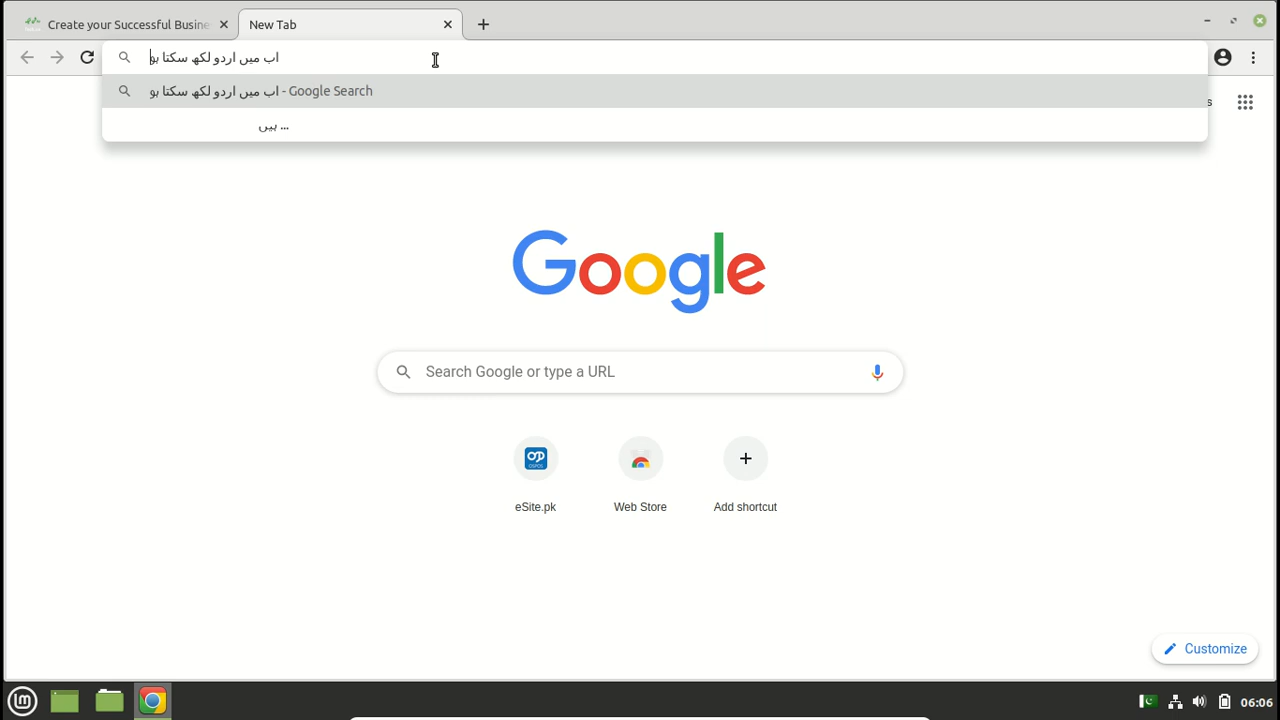 Create your Successful Busine
New Tab
اب میں اردو لکھ سکتا ہو
اب میں اردو لکھ سکتا ہو - Google Search
... ہیں
s
Google
Search Google or type a URL
eSite.pk
Web Store
Add shortcut
Customize
06:06